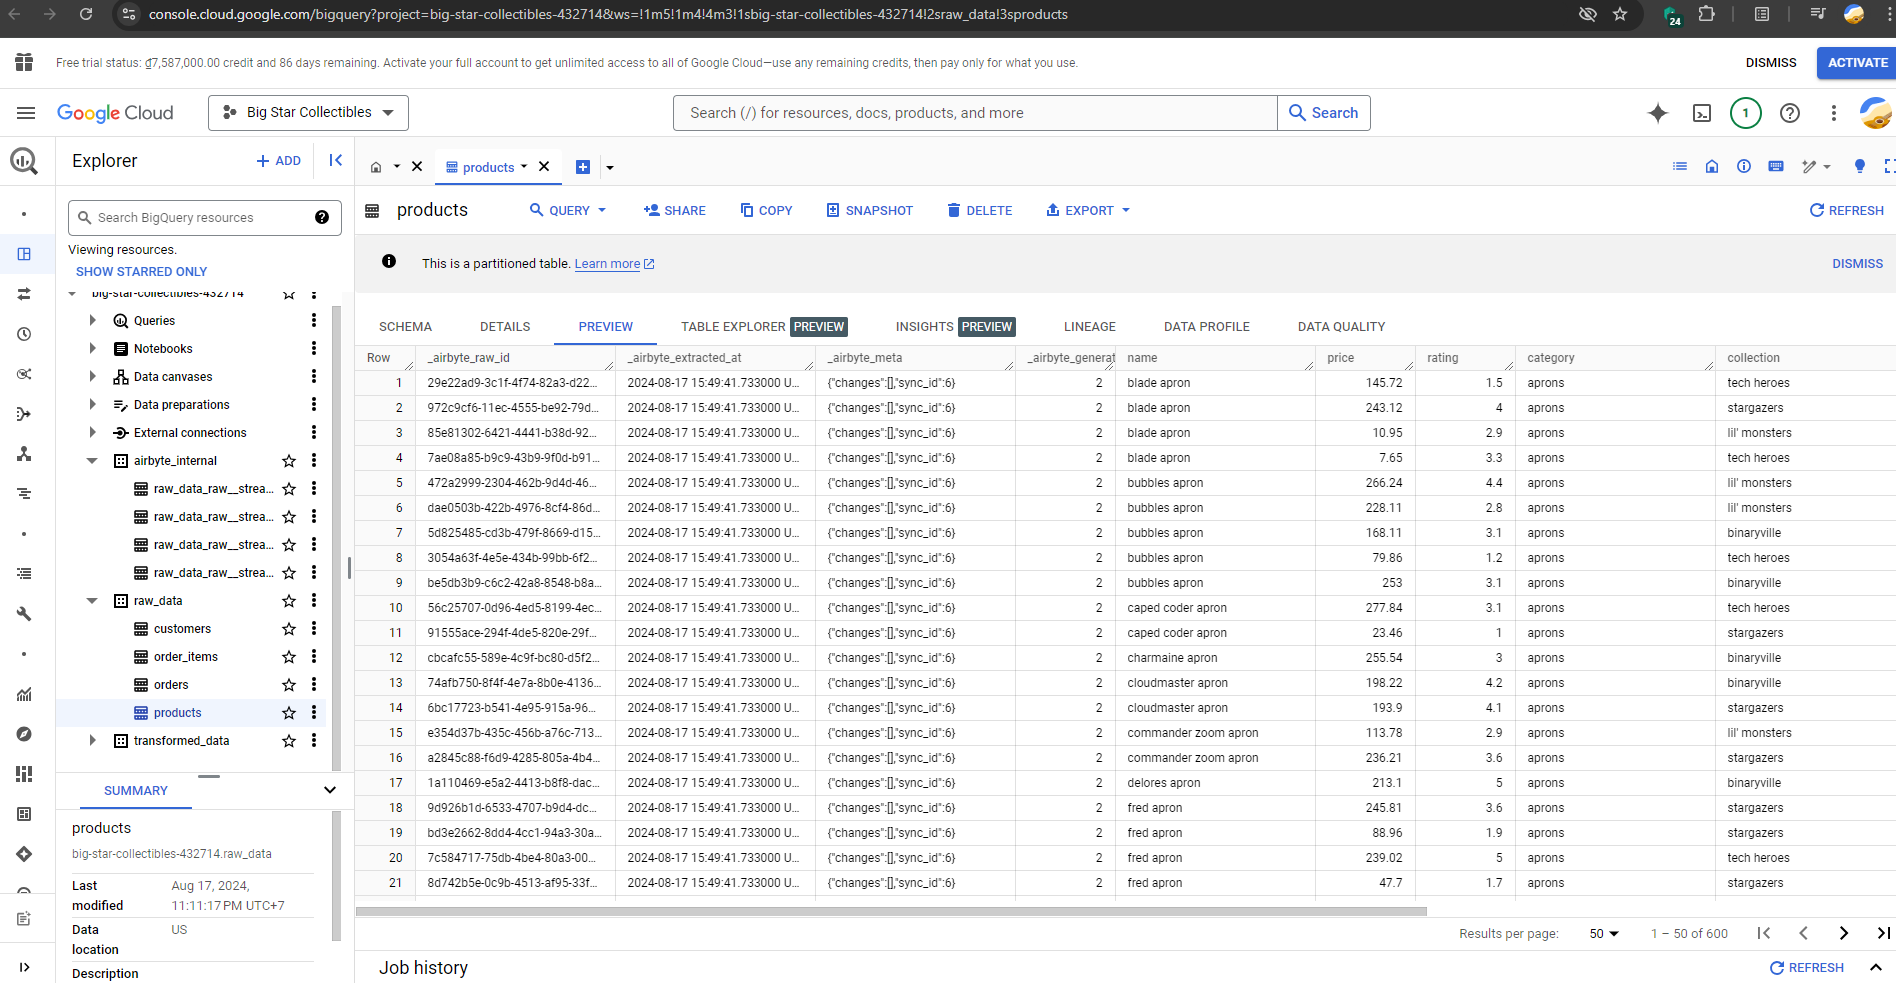 console.cloud.google.com/bigquery?project=big-star-collectibles-432714&ws=!1m5!1m4!4m3!1sbig-star-collectibles-432714!2sraw_data!3sproducts
24
Free trial status: ₫7,587,000.00 credit and 86 days remaining. Activate your full account to get unlimited access to all of Google Cloud—use any remaining credits, then pay only for what you use.
DISMISS
ACTIVATE
Google Cloud
Big Star Collectibles
Search (/) for resources, docs, products, and more
Search
1
Explorer
+ ADD
products
Search BigQuery resources
Viewing resources.
SHOW STARRED ONLY
big-star-collectibles-432714
Queries
Notebooks
Data canvases
Data preparations
External connections
airbyte_internal
raw_data_raw__strea...
raw_data_raw__strea...
raw_data_raw__strea...
raw_data_raw__strea...
raw_data
customers
order_items
orders
products
transformed_data
SUMMARY
products
big-star-collectibles-432714.raw_data
Last modified Aug 17, 2024, 11:11:17 PM UTC+7
Data location US
Description
products
QUERY
SHARE
COPY
SNAPSHOT
DELETE
EXPORT
REFRESH
This is a partitioned table. Learn more
DISMISS
SCHEMA DETAILS PREVIEW TABLE EXPLORER PREVIEW INSIGHTS PREVIEW LINEAGE DATA PROFILE DATA QUALITY
Row _airbyte_raw_id _airbyte_extracted_at _airbyte_meta _airbyte_generat name price rating category collection
1 29e22ad9-3c1f-4f74-82a3-d22... 2024-08-17 15:49:41.733000 U... {"changes":[],"sync_id":6} 2 blade apron 145.72 1.5 aprons tech heroes
2 972c9cf6-11ec-4555-be92-79d... 2024-08-17 15:49:41.733000 U... {"changes":[],"sync_id":6} 2 blade apron 243.12 4 aprons stargazers
3 85e81302-6421-4441-b38d-92... 2024-08-17 15:49:41.733000 U... {"changes":[],"sync_id":6} 2 blade apron 10.95 2.9 aprons lil' monsters
4 7ae08a85-b9c9-43b9-9f0d-b91... 2024-08-17 15:49:41.733000 U... {"changes":[],"sync_id":6} 2 blade apron 7.65 3.3 aprons tech heroes
5 472a2999-2304-462b-9d4d-46... 2024-08-17 15:49:41.733000 U... {"changes":[],"sync_id":6} 2 bubbles apron 266.24 4.4 aprons lil' monsters
6 dae0503b-422b-4976-8cf4-86d... 2024-08-17 15:49:41.733000 U... {"changes":[],"sync_id":6} 2 bubbles apron 228.11 2.8 aprons lil' monsters
7 5d825485-cd3b-479f-8669-d15... 2024-08-17 15:49:41.733000 U... {"changes":[],"sync_id":6} 2 bubbles apron 168.11 3.1 aprons binaryville
8 3054a63f-4e5e-434b-99bb-6f2... 2024-08-17 15:49:41.733000 U... {"changes":[],"sync_id":6} 2 bubbles apron 79.86 1.2 aprons tech heroes
9 be5db3b9-c6c2-42a8-8548-b8a... 2024-08-17 15:49:41.733000 U... {"changes":[],"sync_id":6} 2 bubbles apron 253 3.1 aprons binaryville
10 56c25707-0d96-4ed5-8199-4ec... 2024-08-17 15:49:41.733000 U... {"changes":[],"sync_id":6} 2 caped coder apron 277.84 3.1 aprons tech heroes
11 91555ace-294f-4de5-820e-29f... 2024-08-17 15:49:41.733000 U... {"changes":[],"sync_id":6} 2 caped coder apron 23.46 1 aprons stargazers
12 cbcafc55-589e-4c9f-bc80-d5f2... 2024-08-17 15:49:41.733000 U... {"changes":[],"sync_id":6} 2 charmaine apron 255.54 3 aprons binaryville
13 74afb750-8f4f-4e7a-8b0e-4136... 2024-08-17 15:49:41.733000 U... {"changes":[],"sync_id":6} 2 cloudmaster apron 198.22 4.2 aprons binaryville
14 6bc17723-b541-4e95-915a-96... 2024-08-17 15:49:41.733000 U... {"changes":[],"sync_id":6} 2 cloudmaster apron 193.9 4.1 aprons stargazers
15 e354d37b-435c-456b-a76c-713... 2024-08-17 15:49:41.733000 U... {"changes":[],"sync_id":6} 2 commander zoom apron 113.78 2.9 aprons lil' monsters
16 a2845c88-f6d9-4285-805a-4b4... 2024-08-17 15:49:41.733000 U... {"changes":[],"sync_id":6} 2 commander zoom apron 236.21 3.6 aprons stargazers
17 1a110469-e5a2-4413-b8f8-dac... 2024-08-17 15:49:41.733000 U... {"changes":[],"sync_id":6} 2 delores apron 213.1 5 aprons binaryville
18 9d926b1d-6533-4707-b9d4-dc... 2024-08-17 15:49:41.733000 U... {"changes":[],"sync_id":6} 2 fred apron 245.81 3.6 aprons stargazers
19 bd3e2662-8dd4-4cc1-94a3-30a... 2024-08-17 15:49:41.733000 U... {"changes":[],"sync_id":6} 2 fred apron 88.96 1.9 aprons stargazers
20 7c584717-75db-4be4-80a3-00... 2024-08-17 15:49:41.733000 U... {"changes":[],"sync_id":6} 2 fred apron 239.02 5 aprons tech heroes
21 8d742b5e-0c9b-4513-af95-33f... 2024-08-17 15:49:41.733000 U... {"changes":[],"sync_id":6} 2 fred apron 47.7 1.7 aprons stargazers
Results per page: 50 1 – 50 of 600
Job history
REFRESH